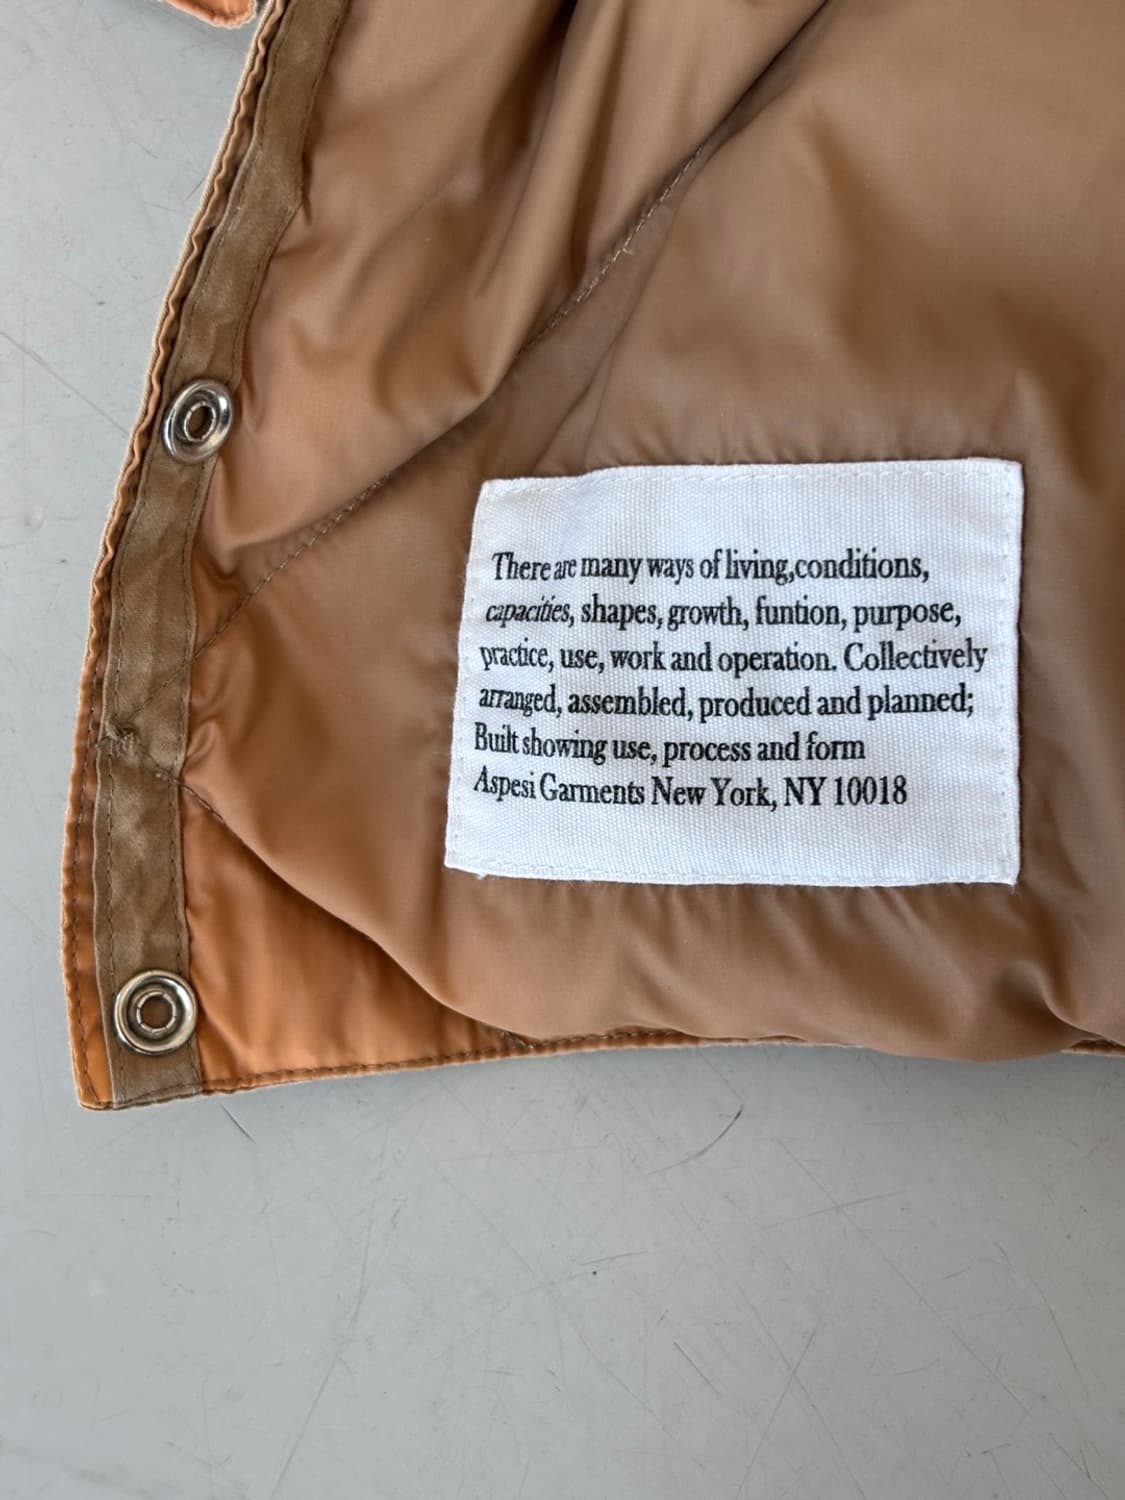 There are many ways of living,conditions,
capacities, shapes, growth, funtion, purpose,
practice, use, work and operation. Collectively
arranged, assembled, produced and planned;
Built showing use, process and form
Aspesi Garments New York, NY 10018